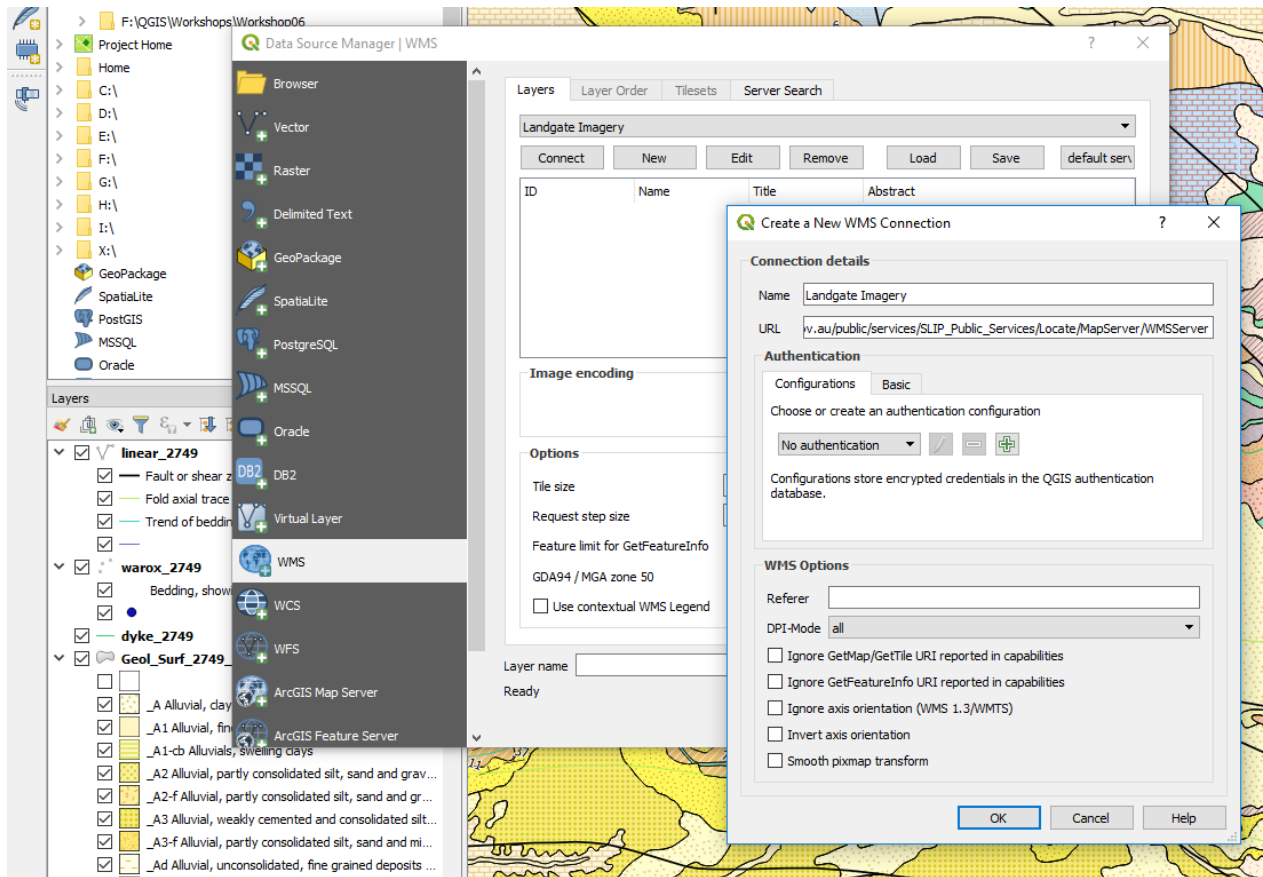 F:\QGIS\Workshops\Workshop06
Project Home
Home
C:\
D:\
E:\
F:\
G:\
H:\
I:\
X:\
GeoPackage
SpatiaLite
PostGIS
MSSQL
Oracle
Layers
linear_2749
Fault or shear z
Fold axial trace
Trend of beddin
warox_2749
Bedding, showi
dyke_2749
Geol_Surf_2749_
_A Alluvial, clay
_A1 Alluvial, fin
_A1-cb Alluvials, swelling clays
_A2 Alluvial, partly consolidated silt, sand and grav...
_A2-f Alluvial, partly consolidated silt, sand and gr...
_A3 Alluvial, weakly cemented and consolidated silt...
_A3-f Alluvial, partly consolidated silt, sand and mi...
_Ad Alluvial, unconsolidated, fine grained deposits ...
Data Source Manager | WMS
Browser
Vector
Raster
Delimited Text
GeoPackage
SpatiaLite
PostgreSQL
MSSQL
Oracle
DB2
DB2
Virtual Layer
WMS
WCS
WFS
ArcGIS Map Server
ArcGIS Feature Server
Layers Layer Order Tilesets Server Search
Landgate Imagery
Connect New Edit Remove Load Save default serv
ID Name Title Abstract
Image encoding
Options
Tile size
Request step size
Feature limit for GetFeatureInfo
GDA94 / MGA zone 50
Use contextual WMS Legend
Layer name
Ready
Create a New WMS Connection
Connection details
Name Landgate Imagery
URL ov.au/public/services/SLIP_Public_Services/Locate/MapServer/WMSServer
Authentication
Configurations Basic
Choose or create an authentication configuration
No authentication
Configurations store encrypted credentials in the QGIS authentication
database.
WMS Options
Referer
DPI-Mode all
Ignore GetMap/GetTile URI reported in capabilities
Ignore GetFeatureInfo URI reported in capabilities
Ignore axis orientation (WMS 1.3/WMTS)
Invert axis orientation
Smooth pixmap transform
OK Cancel Help